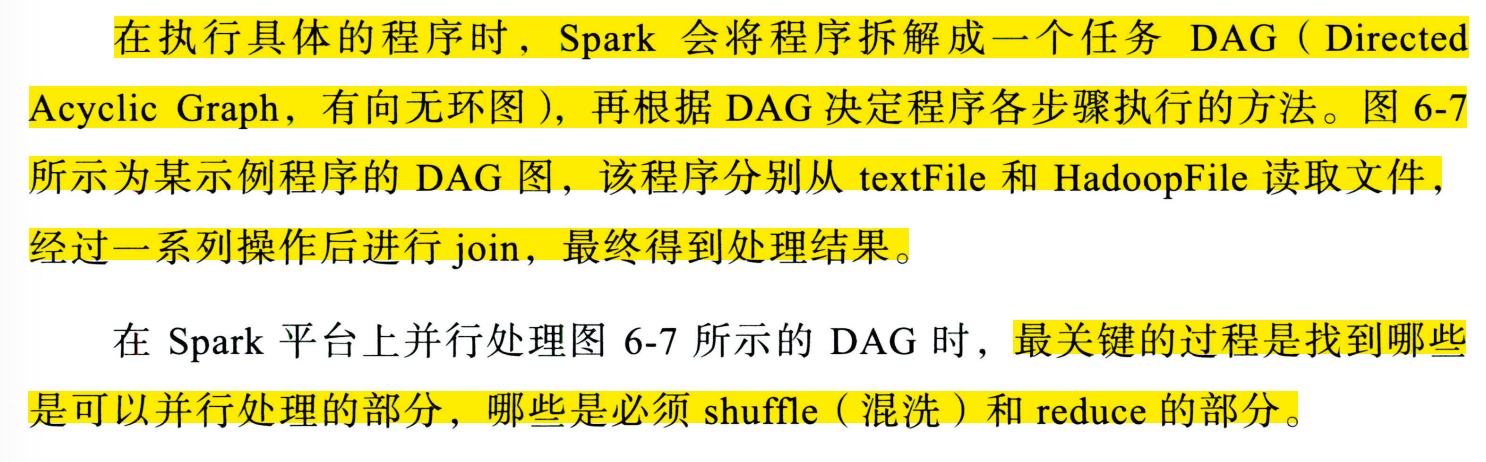 在执行具体的程序时，Spark 会将程序拆解成一个任务 DAG（Directed
Acyclic Graph，有向无环图），再根据 DAG 决定程序各步骤执行的方法。图 6-7
所示为某示例程序的 DAG 图，该程序分别从 textFile 和 HadoopFile 读取文件，
经过一系列操作后进行 join，最终得到处理结果。
在 Spark 平台上并行处理图 6-7 所示的 DAG 时，最关键的过程是找到哪些
是可以并行处理的部分，哪些是必须 shuffle（混洗）和 reduce 的部分。